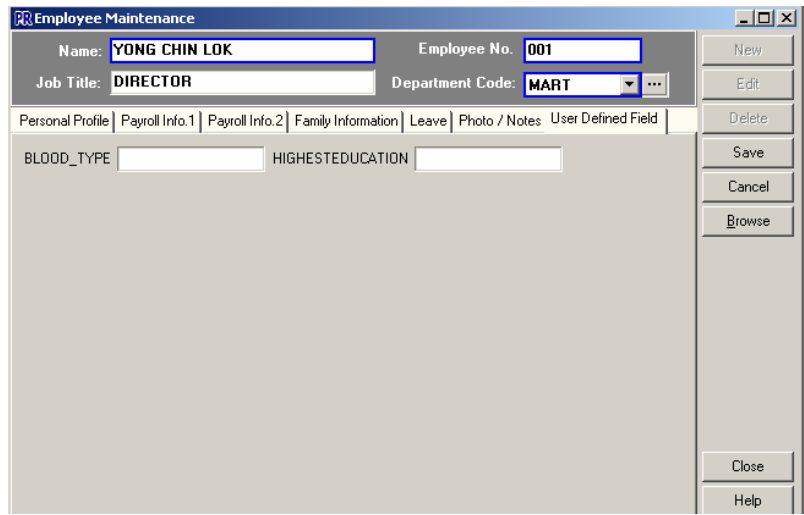 PR Employee Maintenance
Name: YONG CHIN LOK Employee No. 001 New
Job Title: DIRECTOR Department Code: MART ... Edit
Personal Profile Payroll Info.1 Payroll Info.2 Family Information Leave Photo / Notes User Defined Field Delete
BLOOD_TYPE HIGHESTEDUCATION Save
Cancel
Browse
Close
Help